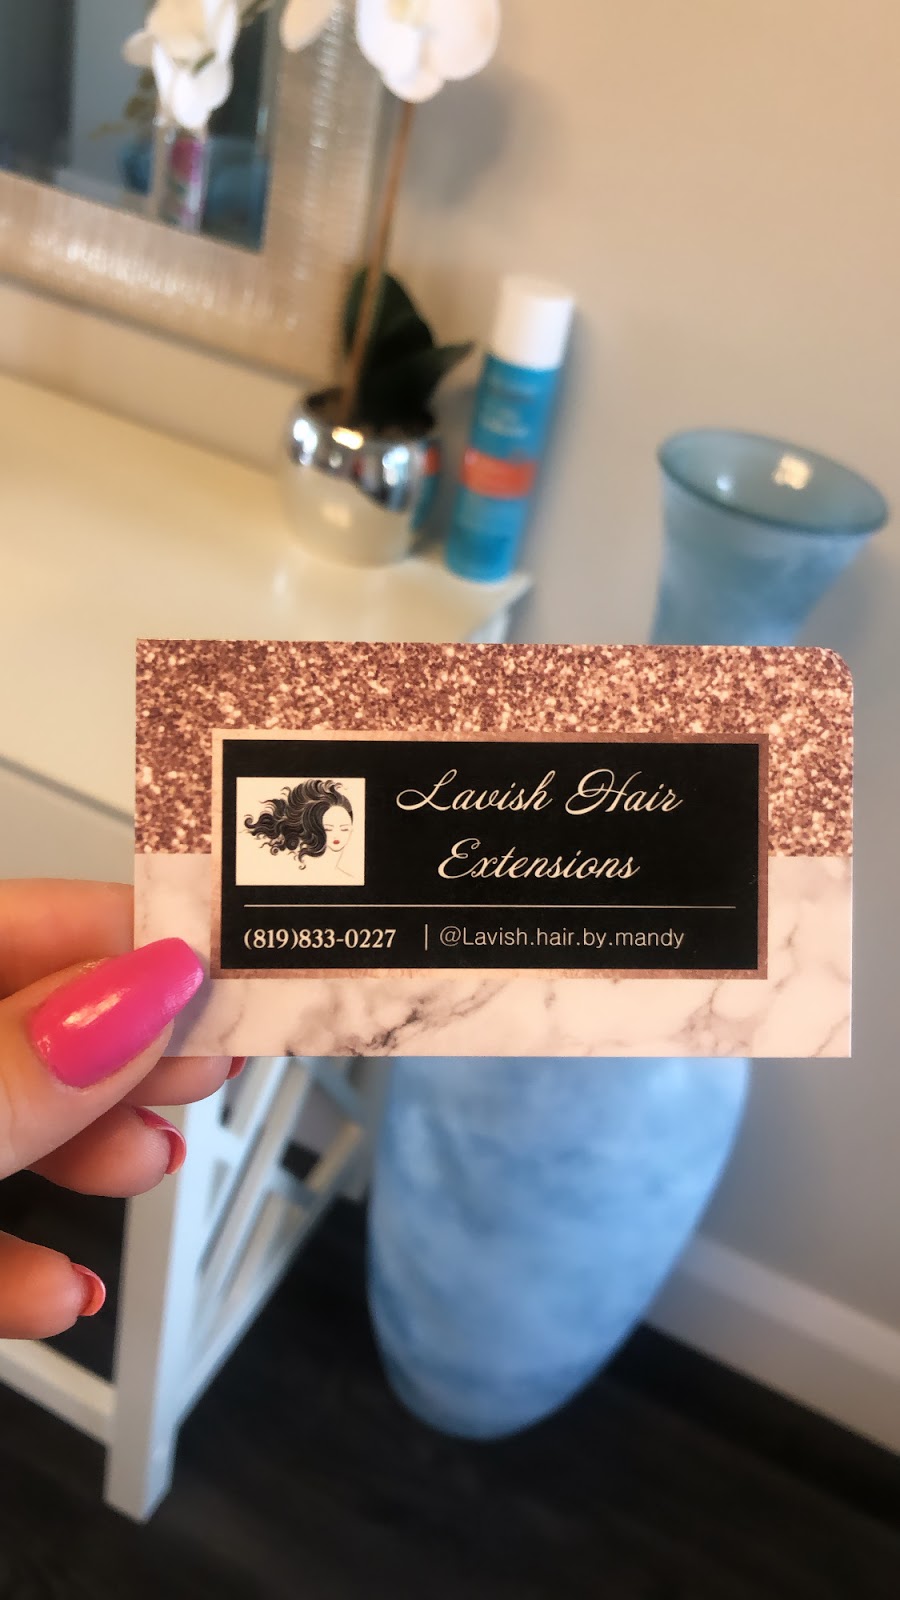 Lavish Hair
Extensions
(819)833-0227 | @Lavish.hair.by.mandy